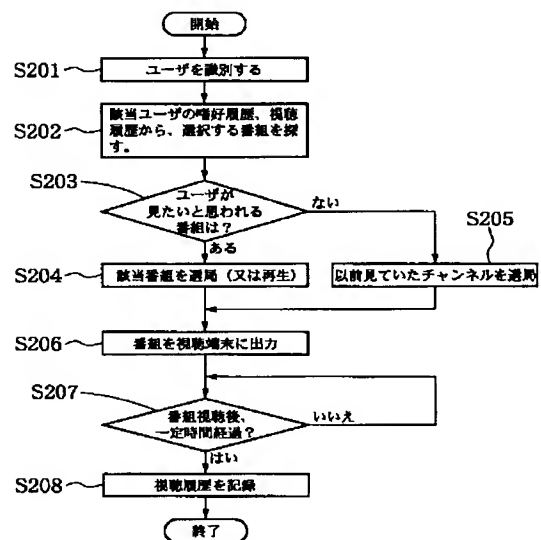 開始
S201
ユーザを識別する
S202
該当ユーザの嗜好履歴、視聴
履歴から、選択する番組を探
す。
S203
ユーザが
見たいと思われる
番組は？
ない
ある
S204
該当番組を選局（又は再生）
S205
以前見ていたチャンネルを選局
S206
番組を視聴端末に出力
S207
番組視聴後、
一定時間経過？
いいえ
はい
S208
視聴履歴を記録
終了